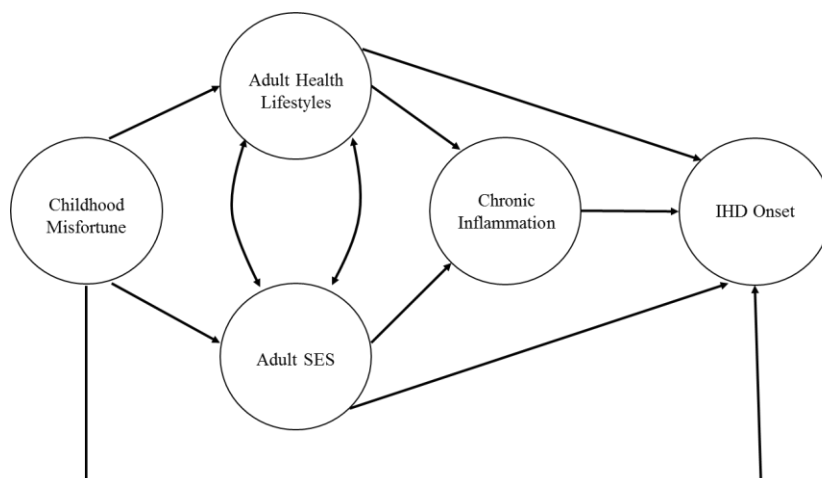 Adult Health
Lifestyles
Childhood
Misfortune
Chronic
Inflammation
IHD Onset
Adult SES